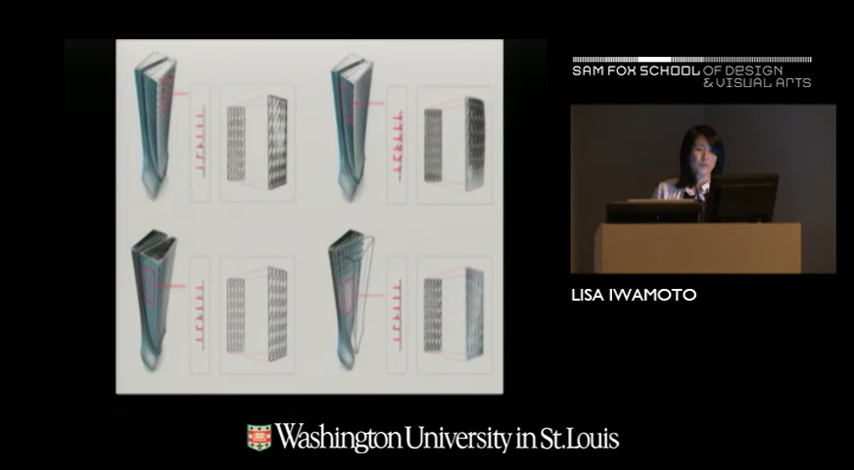 SAM FOX SCHOOL OF DESIGN
& VISUAL ARTS
LISA IWAMOTO
Washington University in St. Louis